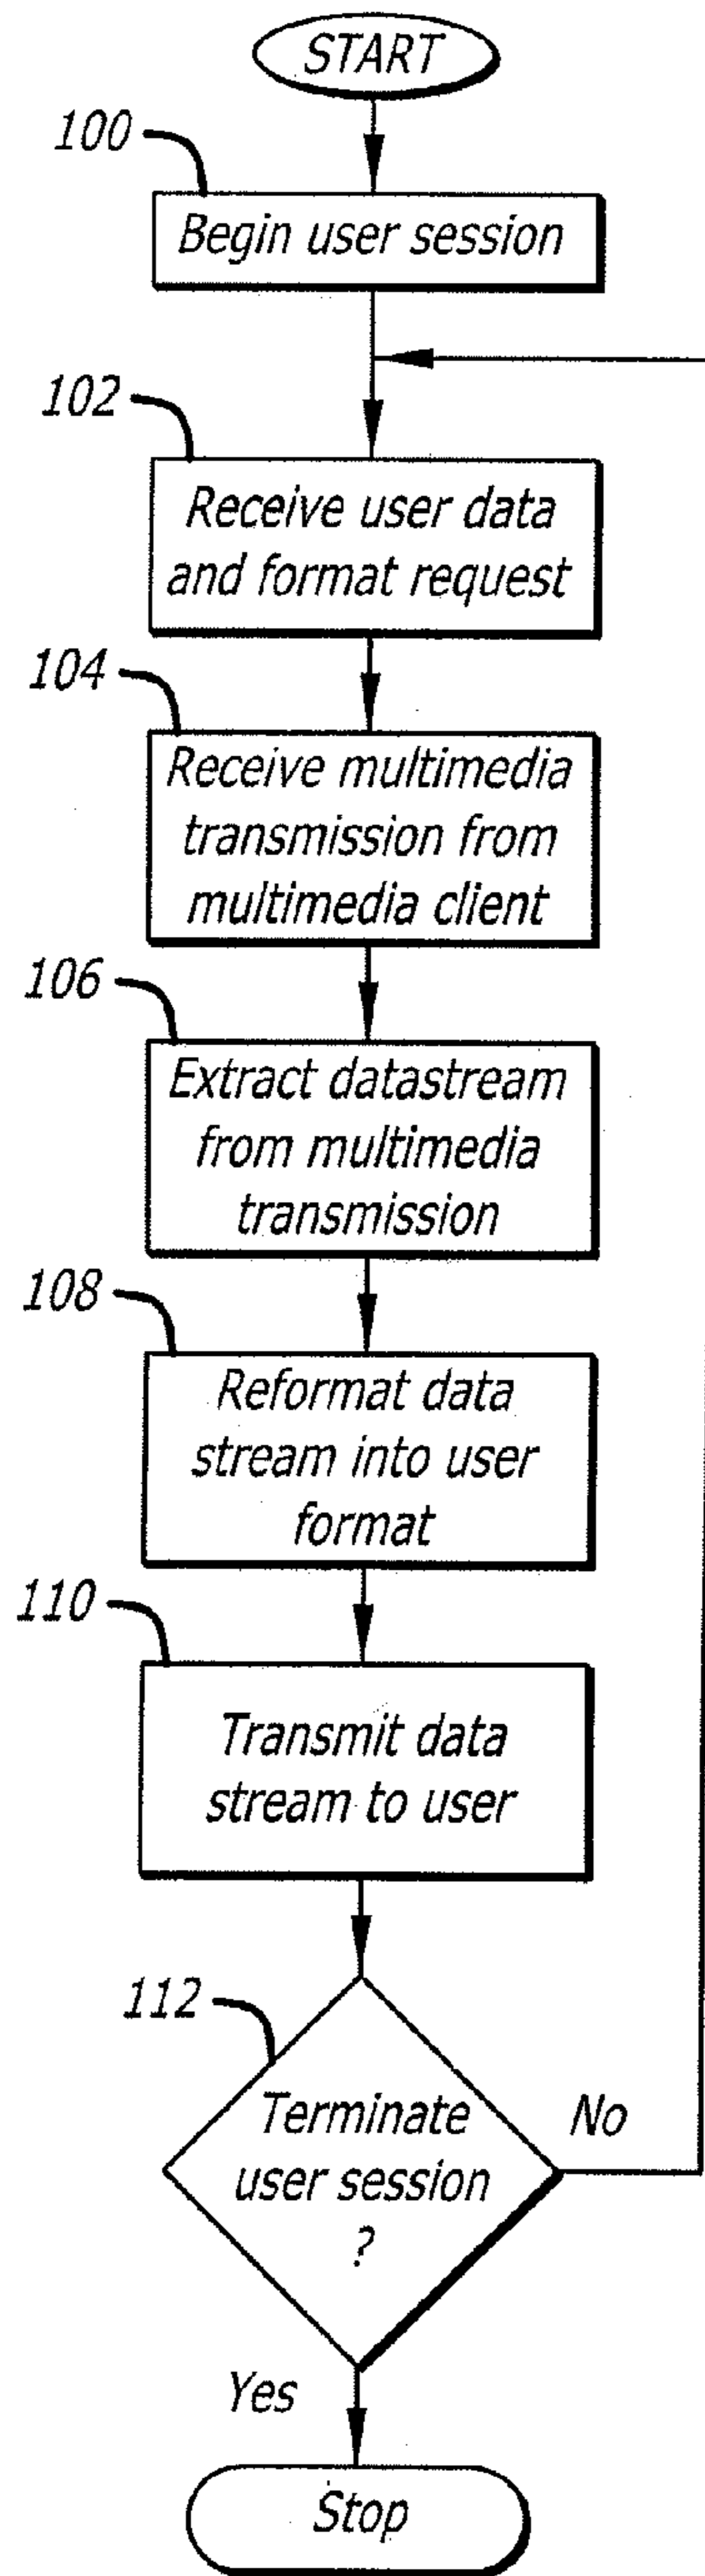 START
100
Begin user session
102
Receive user data
and format request
104
Receive multimedia
transmission from
multimedia client
106
Extract datastream
from multimedia
transmission
108
Reformat data
stream into user
format
110
Transmit data
stream to user
112
Terminate
user session
?
No
Yes
Stop